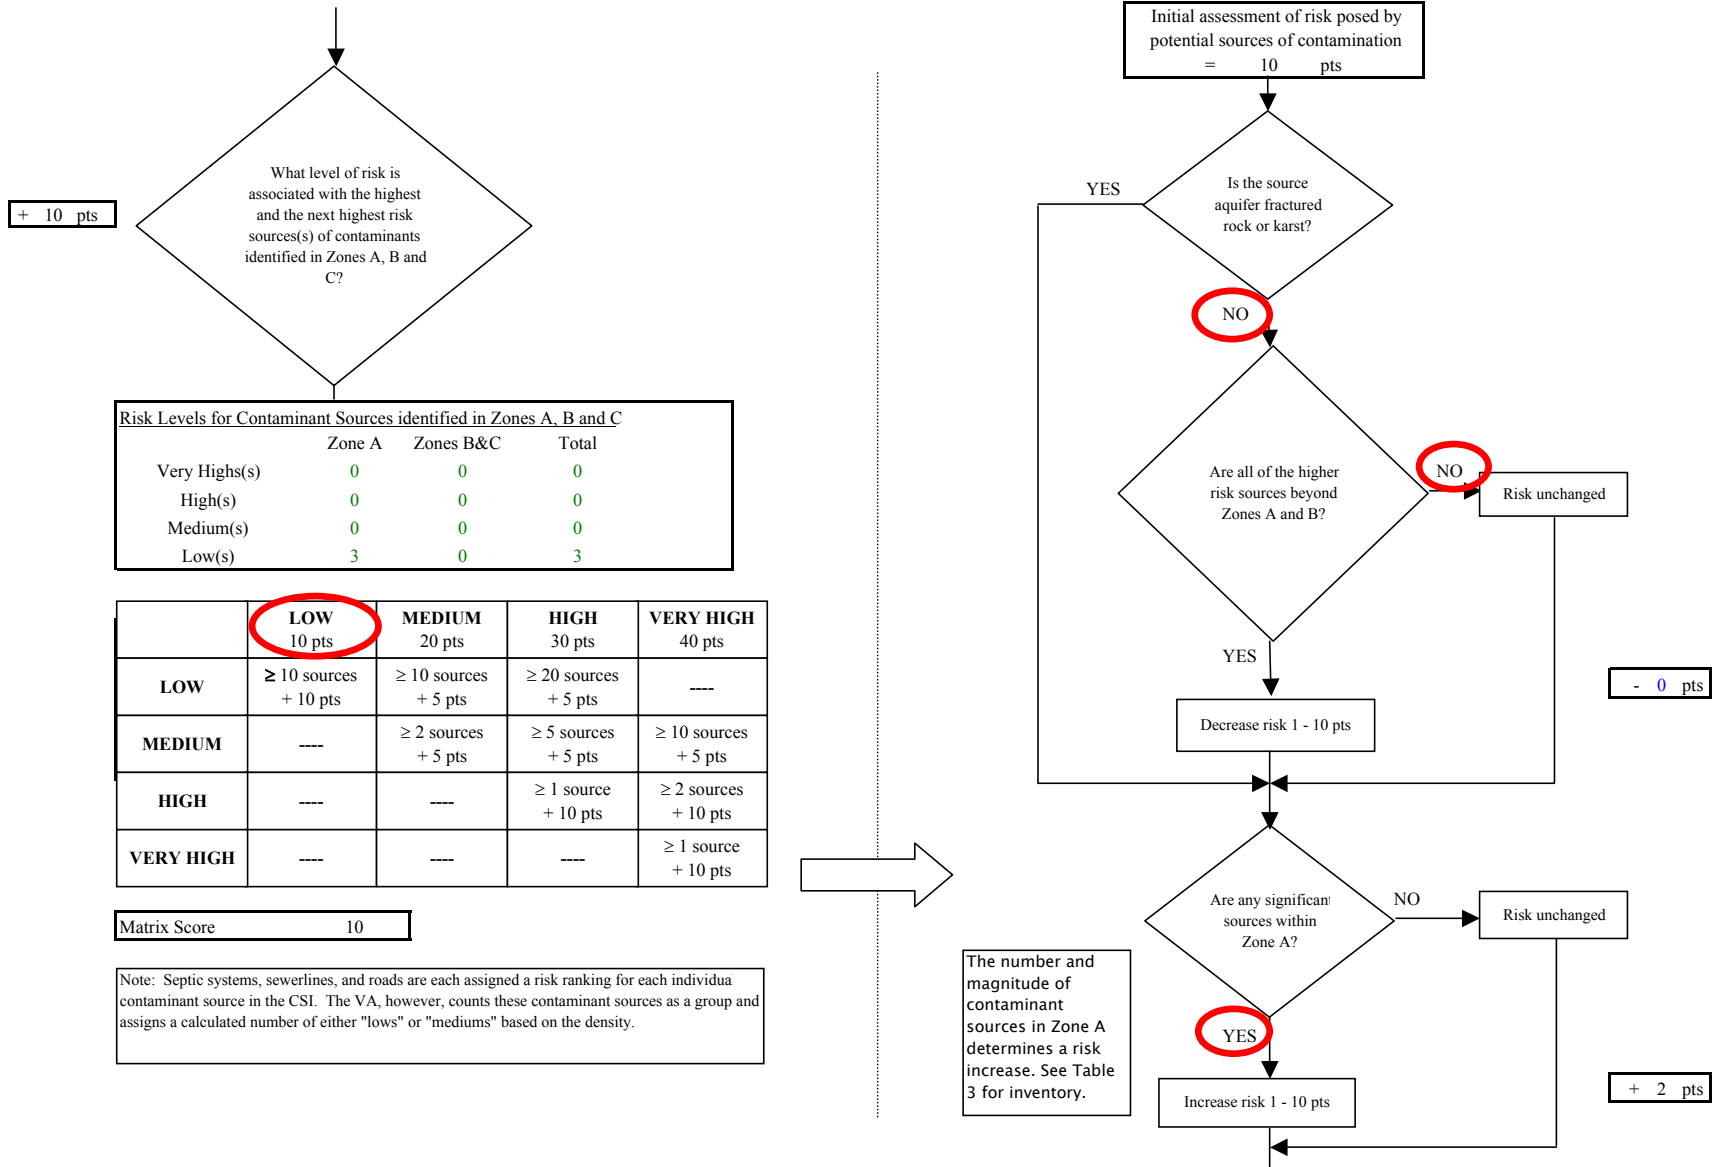 What level of risk is
associated with the highest
and the next highest risk
sources(s) of contaminants
identified in Zones A, B and
C?
+ 10 pts
Risk Levels for Contaminant Sources identified in Zones A, B and C
Zone A Zones B&C Total
Very Highs(s) 0 0 0
High(s) 0 0 0
Medium(s) 0 0 0
Low(s) 3 0 3
LOW MEDIUM HIGH VERY HIGH
10 pts 20 pts 30 pts 40 pts
LOW ≥ 10 sources + 10 pts ≥ 10 sources + 5 pts ≥ 20 sources + 5 pts ----
MEDIUM ---- ≥ 2 sources + 5 pts ≥ 5 sources + 5 pts ≥ 10 sources + 5 pts
HIGH ---- ---- ≥ 1 source + 10 pts ≥ 2 sources + 10 pts
VERY HIGH ---- ---- ---- ≥ 1 source + 10 pts
Matrix Score 10
Note: Septic systems, sewerlines, and roads are each assigned a risk ranking for each individua
contaminant source in the CSI. The VA, however, counts these contaminant sources as a group and
assigns a calculated number of either "lows" or "mediums" based on the density.
Initial assessment of risk posed by
potential sources of contamination
= 10 pts
Is the source
aquifer fractured
rock or karst?
YES
NO
Are all of the higher
risk sources beyond
Zones A and B?
NO
Risk unchanged
YES
Decrease risk 1 - 10 pts
- 0 pts
Are any significant
sources within
Zone A?
NO
Risk unchanged
YES
The number and
magnitude of
contaminant
sources in Zone A
determines a risk
increase. See Table
3 for inventory.
Increase risk 1 - 10 pts
+ 2 pts